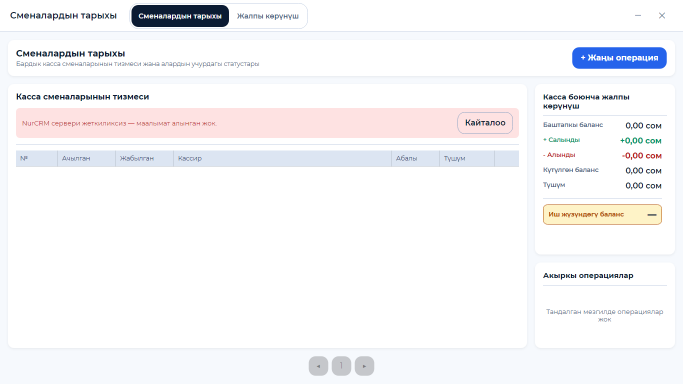 Сменалардын тарыхы
Сменалардын тарыхы
Жалпы көрүнүш
Сменалардын тарыхы
Бардык касса сменаларынын тизмеси жана алардын учурдагы статустары
+ Жаңы операция
Касса сменаларынын тизмеси
NurCRM сервери жеткиликсиз — маалымат алынган жок.
Кайталоо
№
Ачылган
Жабылган
Кассир
Абалы
Түшүм
Касса боюнча жалпы
көрүнүш
Баштапкы баланс
0,00 сом
+ Салынды
+0,00 сом
- Алынды
-0,00 сом
Күтүлгөн баланс
0,00 сом
Түшүм
0,00 сом
Иш жүзүндөгү баланс
—
Акыркы операциялар
Тандалган мезгилде операциялар
жок
1